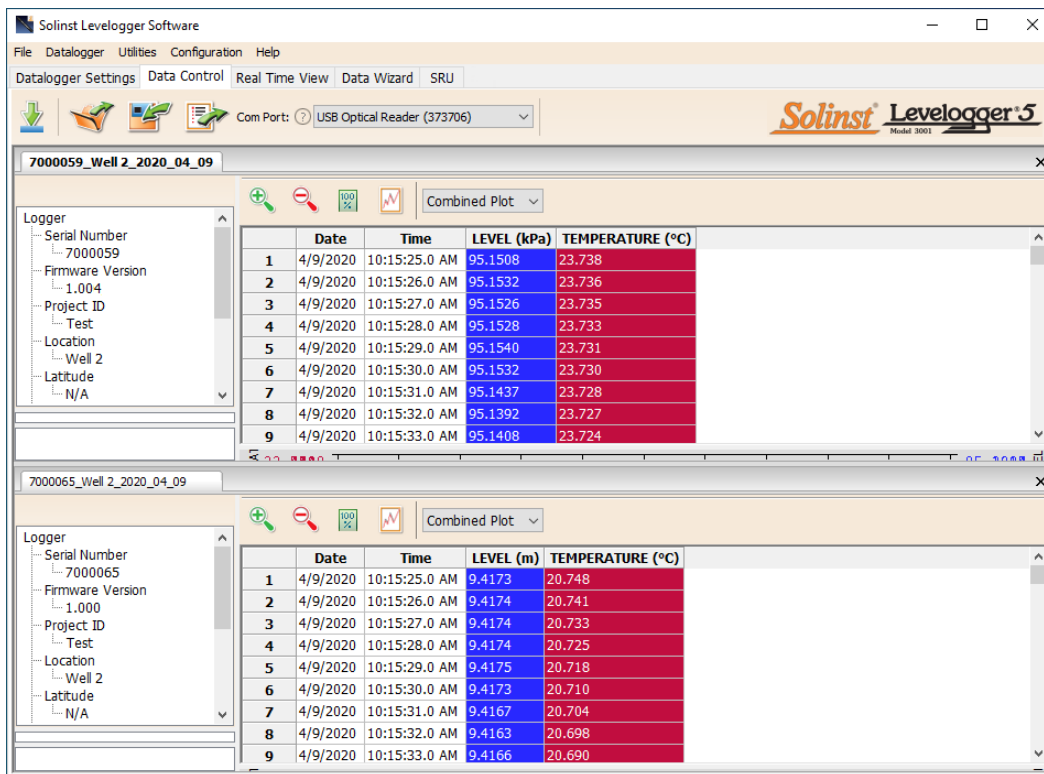 Solinst Levelogger Software
File Datalogger Utilities Configuration Help
Datalogger Settings Data Control Real Time View Data Wizard SRU
Com Port: ? USB Optical Reader (373706)
Solinst Levelogger 5
Model 3001
7000059_Well 2_2020_04_09
100 %
Combined Plot
Logger
Serial Number
7000059
Firmware Version
1.004
Project ID
Test
Location
Well 2
Latitude
N/A
Date Time LEVEL (kPa) TEMPERATURE (°C)
1 4/9/2020 10:15:25.0 AM 95.1508 23.738
2 4/9/2020 10:15:26.0 AM 95.1532 23.736
3 4/9/2020 10:15:27.0 AM 95.1526 23.735
4 4/9/2020 10:15:28.0 AM 95.1528 23.733
5 4/9/2020 10:15:29.0 AM 95.1540 23.731
6 4/9/2020 10:15:30.0 AM 95.1532 23.730
7 4/9/2020 10:15:31.0 AM 95.1437 23.728
8 4/9/2020 10:15:32.0 AM 95.1392 23.727
9 4/9/2020 10:15:33.0 AM 95.1408 23.724
7000065_Well 2_2020_04_09
100 %
Combined Plot
Logger
Serial Number
7000065
Firmware Version
1.000
Project ID
Test
Location
Well 2
Latitude
N/A
Date Time LEVEL (m) TEMPERATURE (°C)
1 4/9/2020 10:15:25.0 AM 9.4173 20.748
2 4/9/2020 10:15:26.0 AM 9.4174 20.741
3 4/9/2020 10:15:27.0 AM 9.4174 20.733
4 4/9/2020 10:15:28.0 AM 9.4174 20.725
5 4/9/2020 10:15:29.0 AM 9.4175 20.718
6 4/9/2020 10:15:30.0 AM 9.4173 20.710
7 4/9/2020 10:15:31.0 AM 9.4167 20.704
8 4/9/2020 10:15:32.0 AM 9.4163 20.698
9 4/9/2020 10:15:33.0 AM 9.4166 20.690